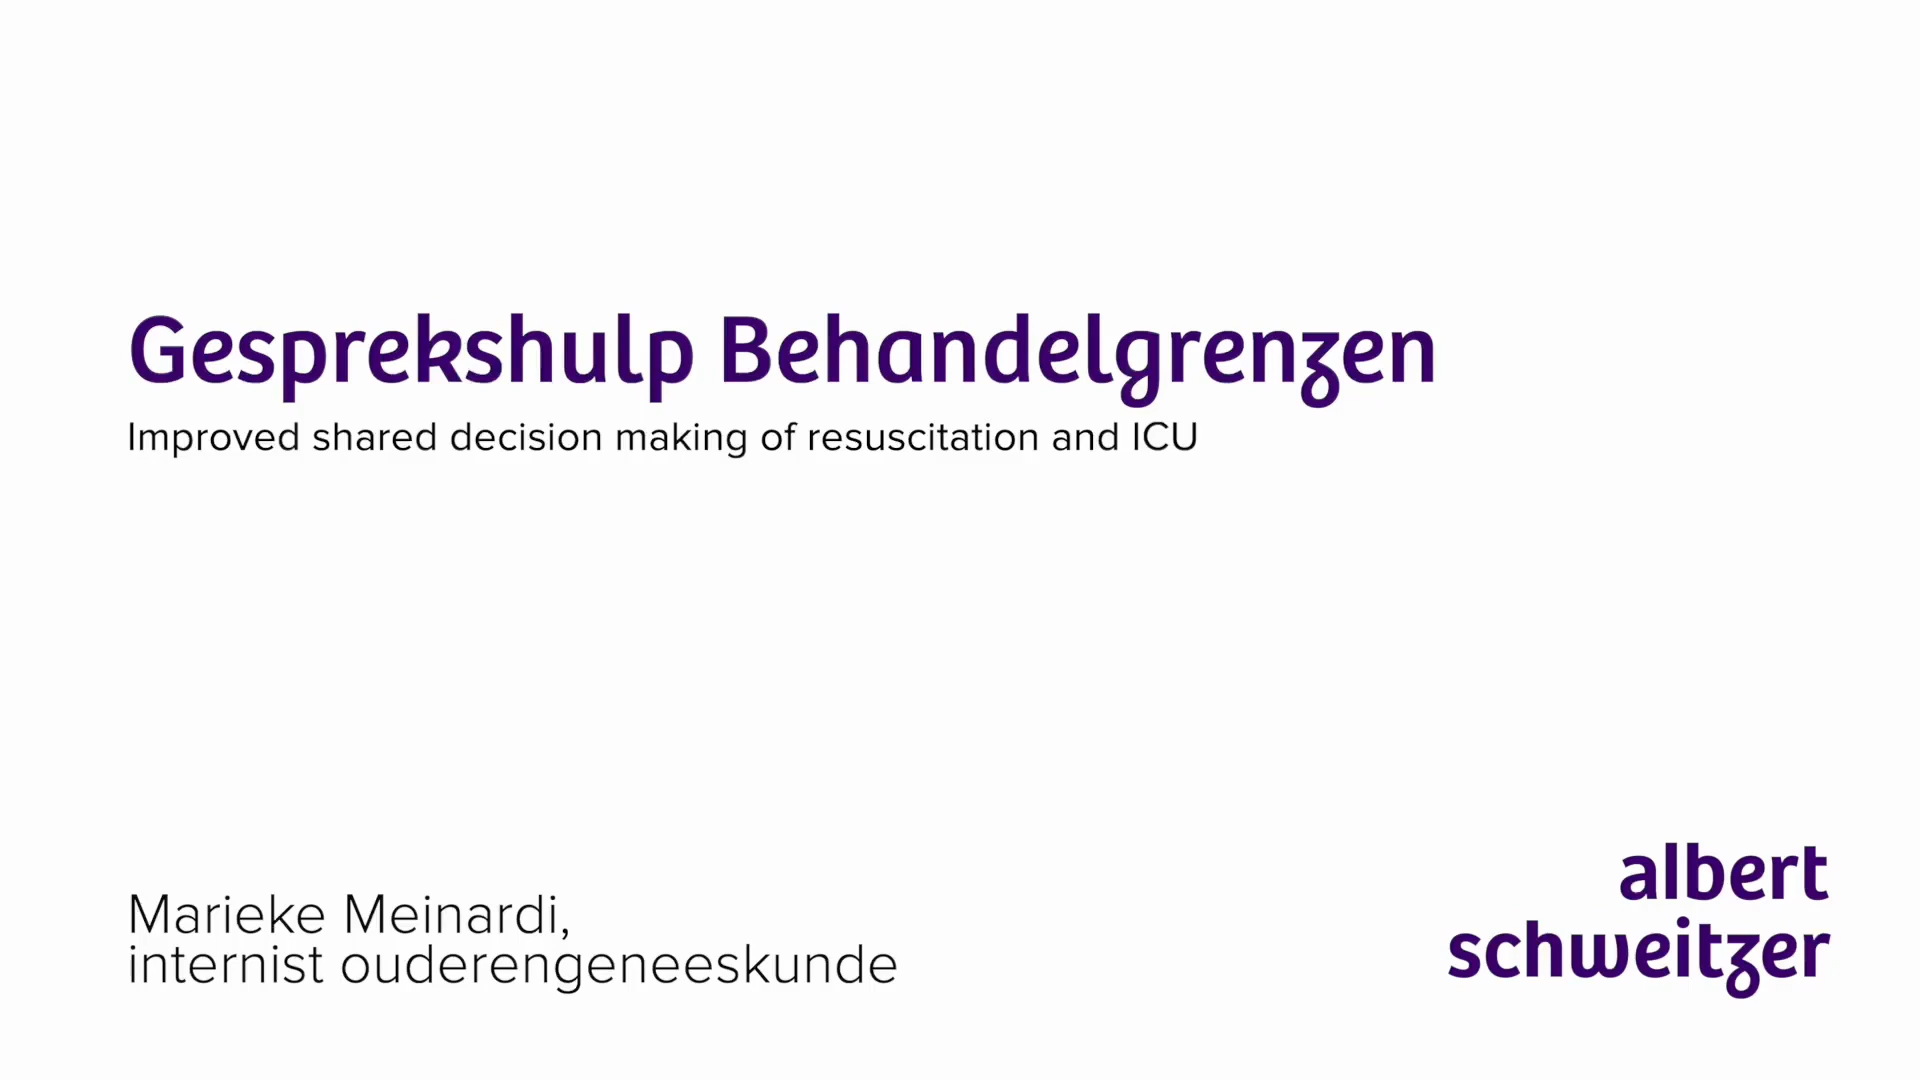 Gesprekshulp Behandelgrenzen
Improved shared decision making of resuscitation and ICU
Marieke Meinardi,
internist ouderengeneeskunde
albert
schweitzer